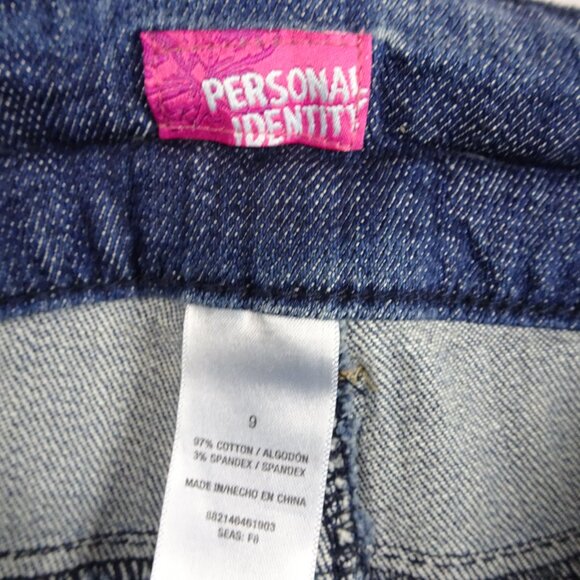 PERSONAL
IDENTITY
9
97% COTTON / ALGODÓN
3% SPANDEX / SPANDEX
MADE IN/HECHO EN CHINA
882146461903
SEAS: F8